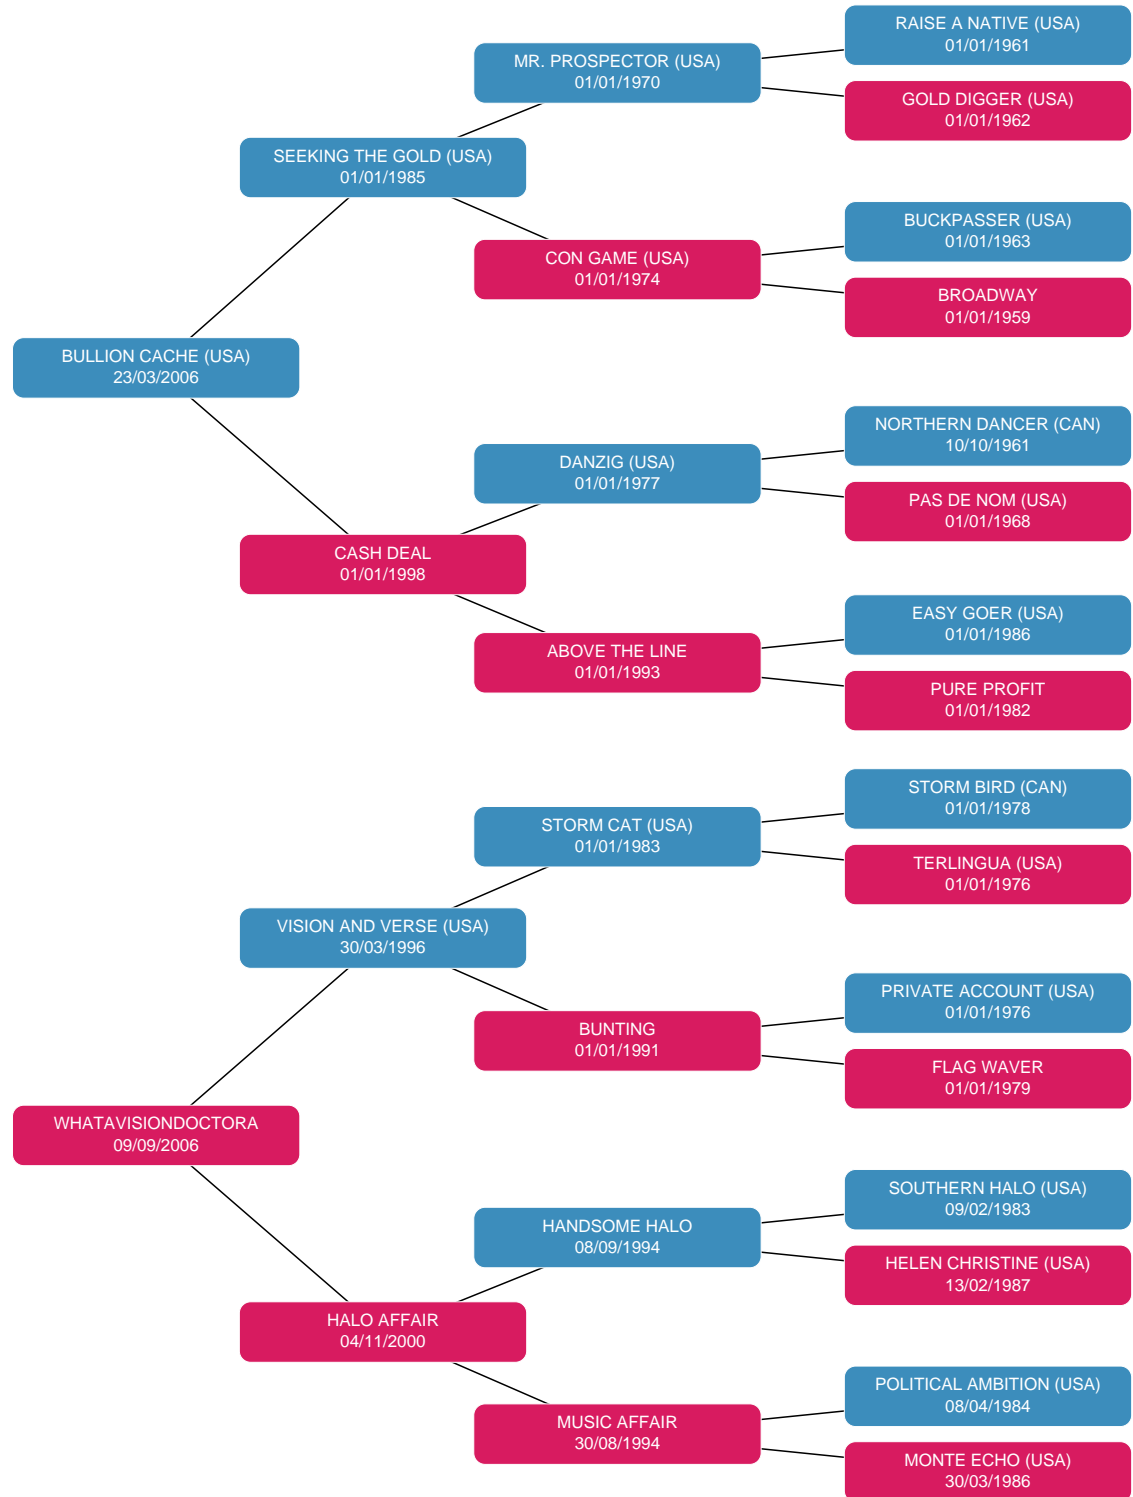 RAISE A NATIVE (USA)
01/01/1961
MR. PROSPECTOR (USA)
01/01/1970
GOLD DIGGER (USA)
01/01/1962
SEEKING THE GOLD (USA)
01/01/1985
BUCKPASSER (USA)
01/01/1963
CON GAME (USA)
01/01/1974
BROADWAY
01/01/1959
BULLION CACHE (USA)
23/03/2006
NORTHERN DANCER (CAN)
10/10/1961
DANZIG (USA)
01/01/1977
PAS DE NOM (USA)
01/01/1968
CASH DEAL
01/01/1998
EASY GOER (USA)
01/01/1986
ABOVE THE LINE
01/01/1993
PURE PROFIT
01/01/1982
STORM BIRD (CAN)
01/01/1978
STORM CAT (USA)
01/01/1983
TERLINGUA (USA)
01/01/1976
VISION AND VERSE (USA)
30/03/1996
PRIVATE ACCOUNT (USA)
01/01/1976
BUNTING
01/01/1991
FLAG WAVER
01/01/1979
WHATAVISIONDOCTORA
09/09/2006
SOUTHERN HALO (USA)
09/02/1983
HANDSOME HALO
08/09/1994
HELEN CHRISTINE (USA)
13/02/1987
HALO AFFAIR
04/11/2000
POLITICAL AMBITION (USA)
08/04/1984
MUSIC AFFAIR
30/08/1994
MONTE ECHO (USA)
30/03/1986